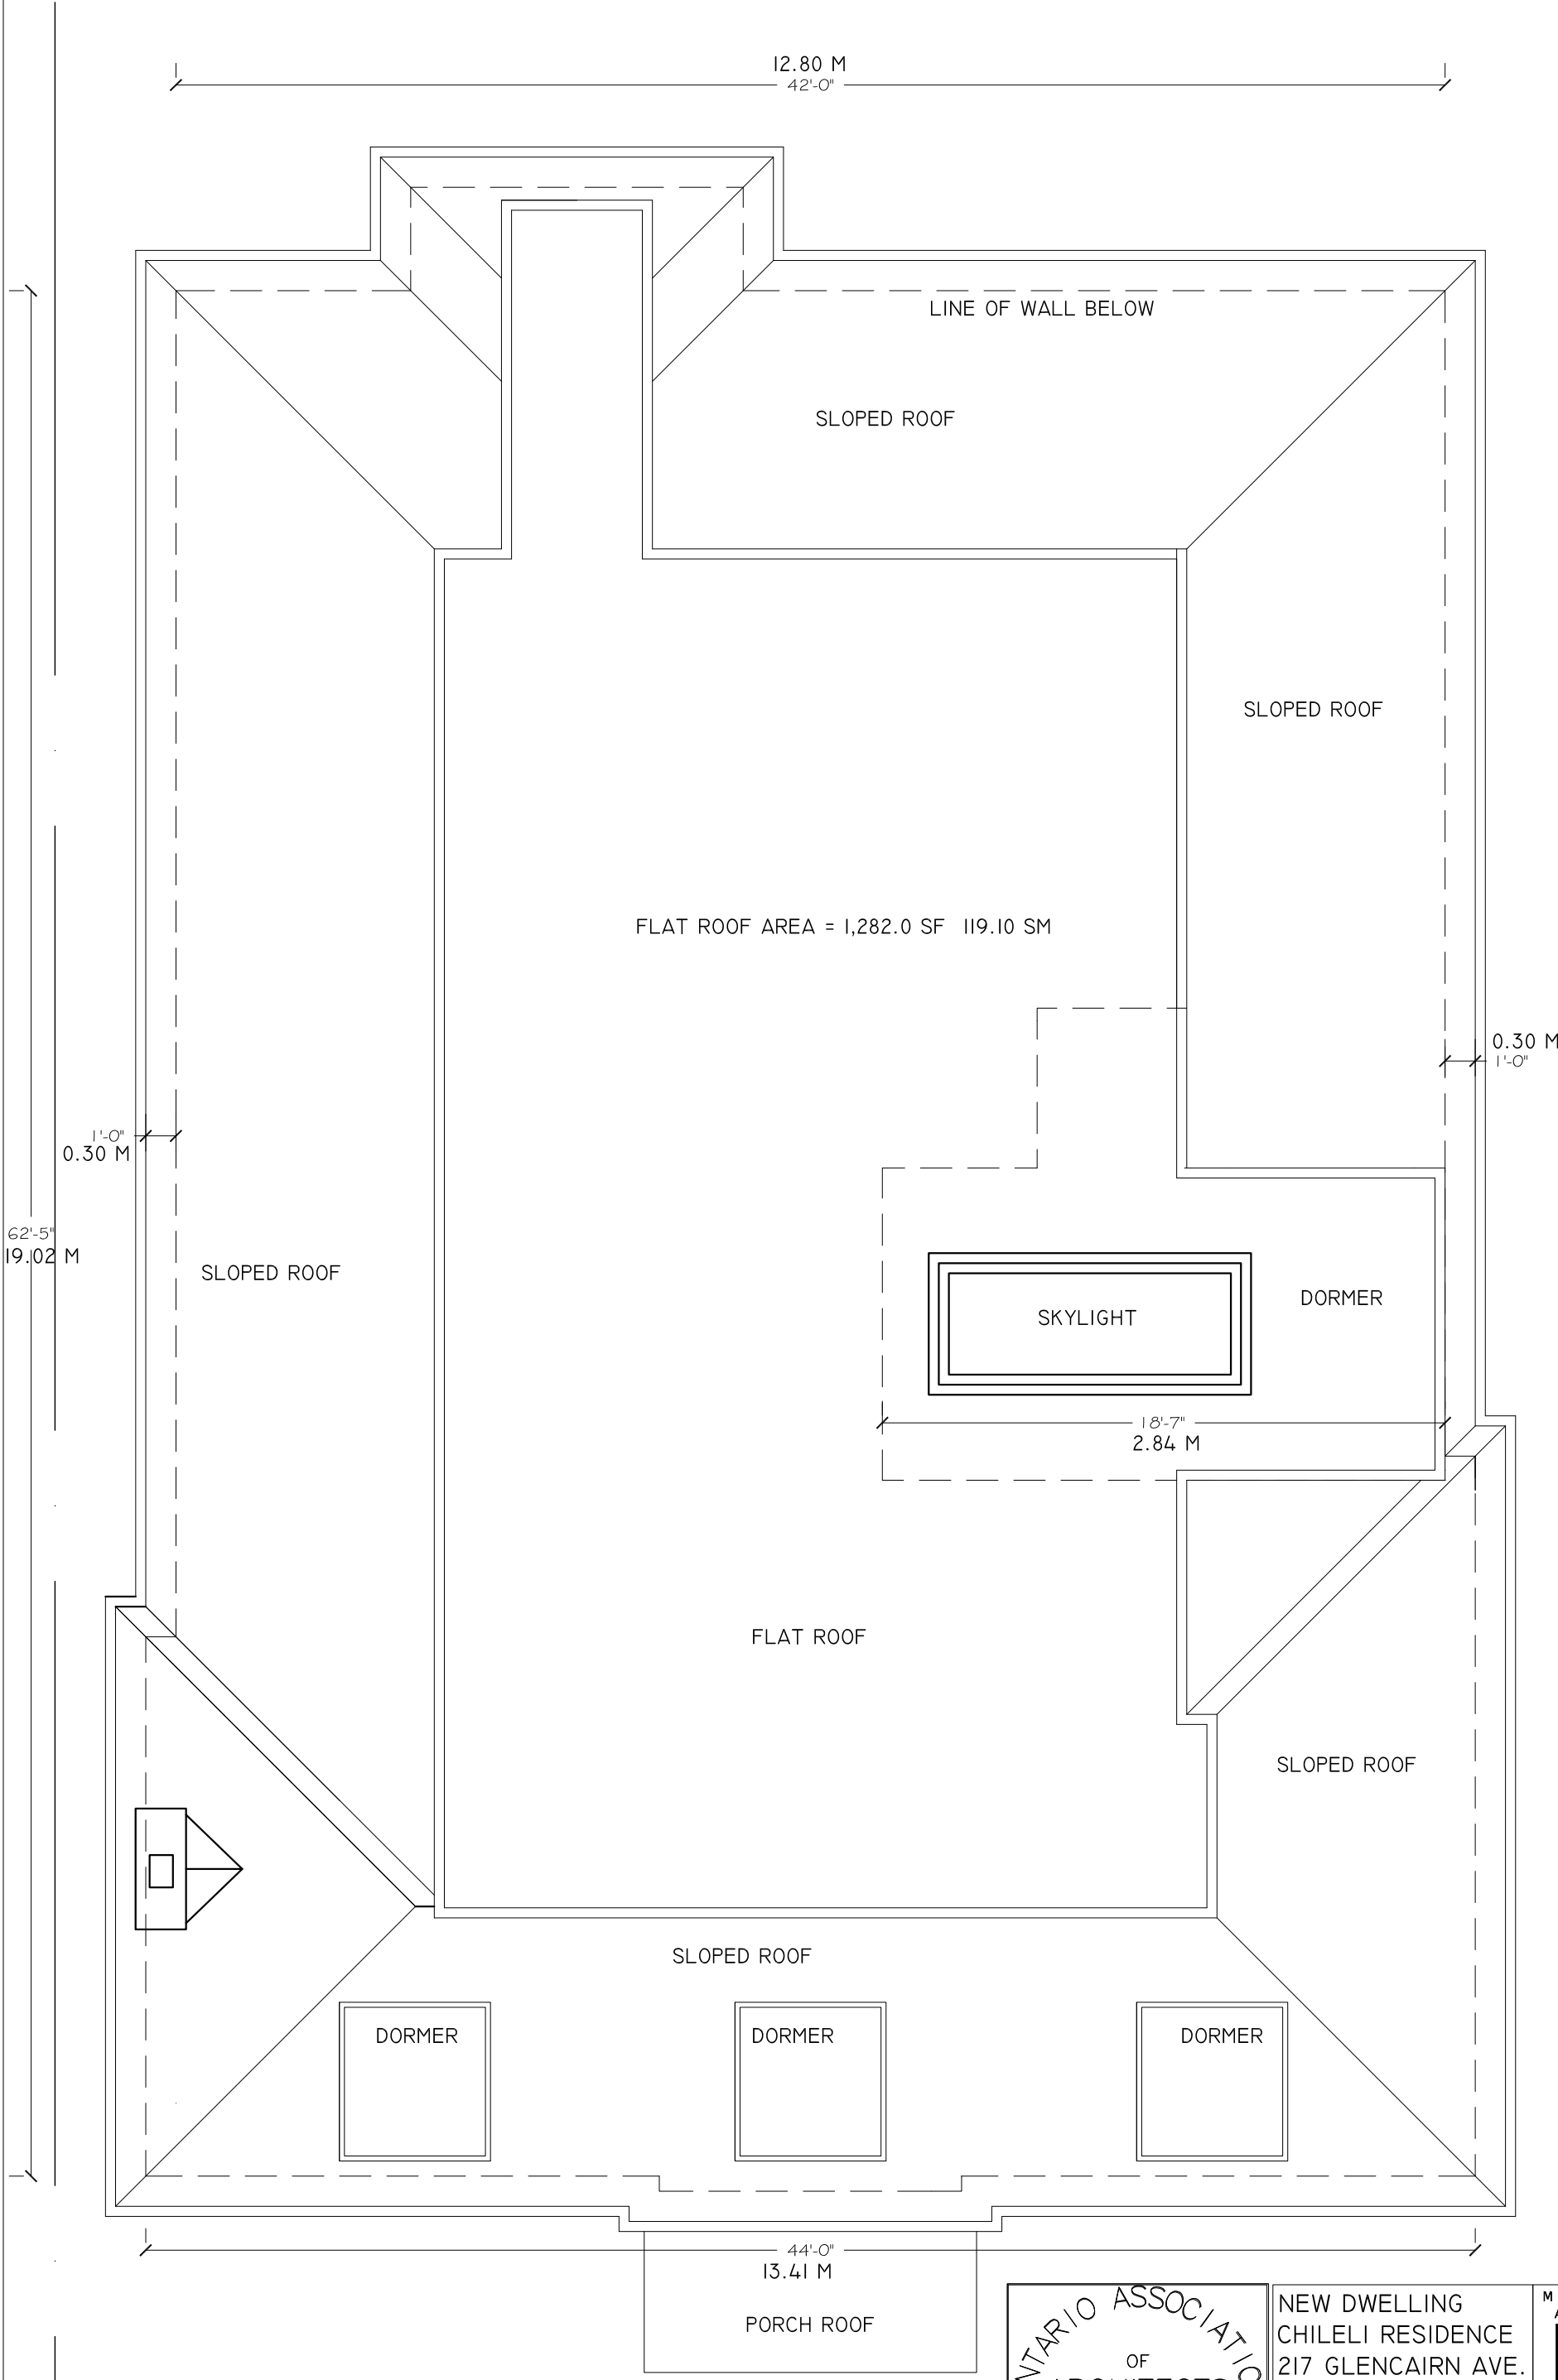 12.80 M
42'-0"
LINE OF WALL BELOW
SLOPED ROOF
SLOPED ROOF
FLAT ROOF AREA = 1,282.0 SF 119.10 SM
0.30 M
1'-0"
1'-0"
0.30 M
62'-5"
19.02 M
SLOPED ROOF
DORMER
SKYLIGHT
18'-7"
2.84 M
FLAT ROOF
SLOPED ROOF
SLOPED ROOF
DORMER
DORMER
DORMER
44'-0"
13.41 M
PORCH ROOF
NTARIO ASSOCIATIO
OF
NEW DWELLING
CHILELI RESIDENCE
217 GLENCAIRN AVE.
M